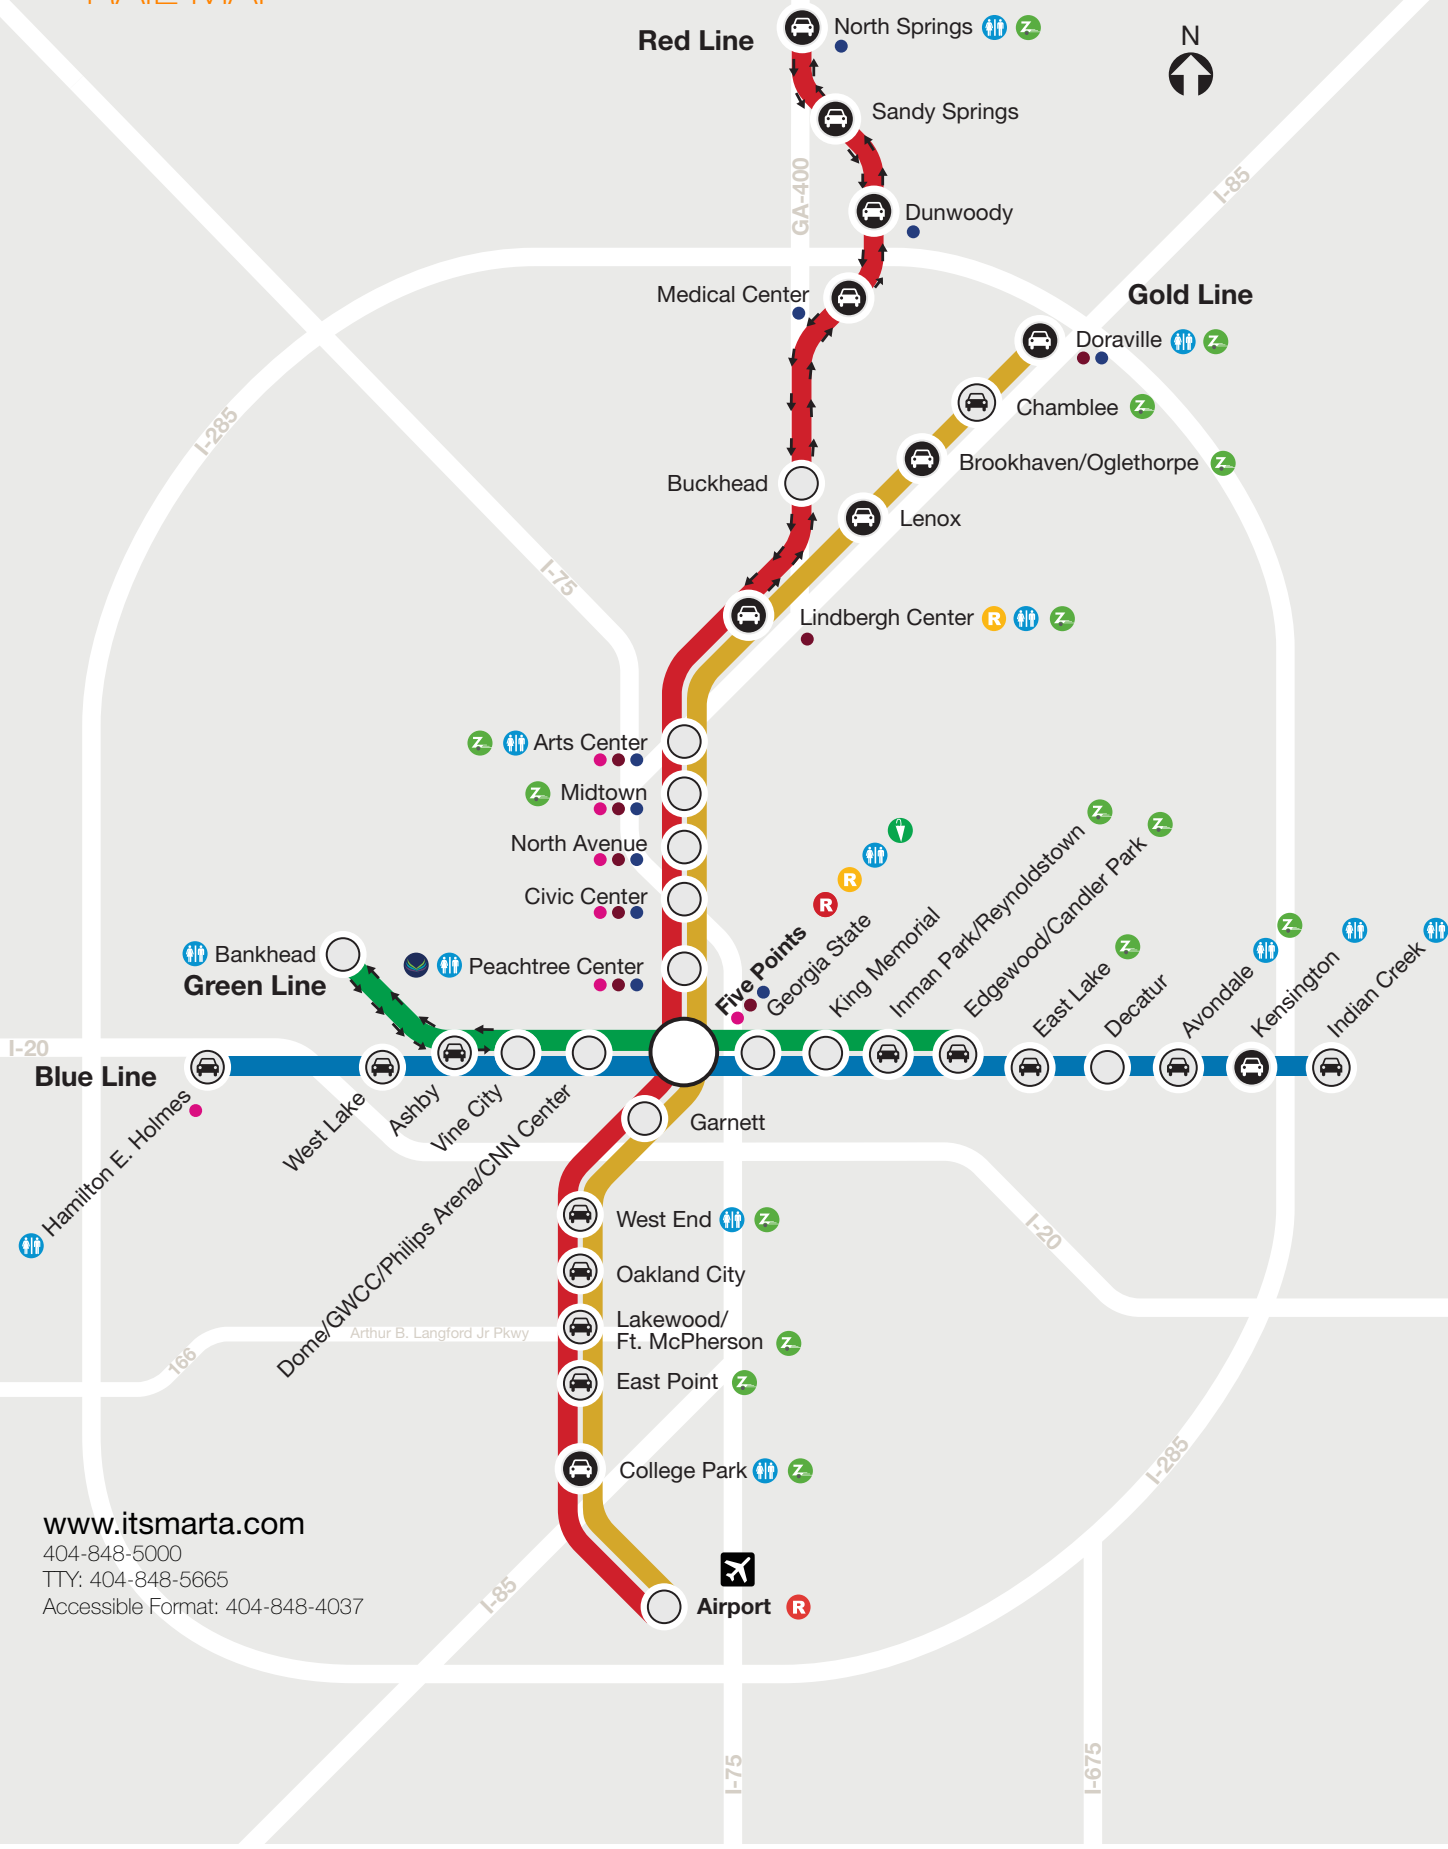 RAIL MAP
Red Line
North Springs
N
Sandy Springs
GA-400
I-85
Dunwoody
Medical Center
Gold Line
Doraville
Chamblee
I-285
Brookhaven/Oglethorpe
Buckhead
Lenox
I-75
Lindbergh Center
R
Arts Center
Midtown
North Avenue
Civic Center
Peachtree Center
Bankhead
Green Line
Five Points
R
R
Georgia State
King Memorial
Inman Park/Reynoldstown
Edgewood/Candler Park
East Lake
Decatur
Avondale
Kensington
Indian Creek
I-20
Blue Line
Hamilton E. Holmes
West Lake
Ashby
Vine City
Dome/GWCC/Philips Arena/CNN Center
Garnett
West End
I-20
Oakland City
Lakewood/
Ft. McPherson
Arthur B. Langford Jr Pkwy
166
East Point
College Park
I-285
www.itsmarta.com
404-848-5000
TTY: 404-848-5665
Accessible Format: 404-848-4037
I-85
Airport
R
I-75
I-675